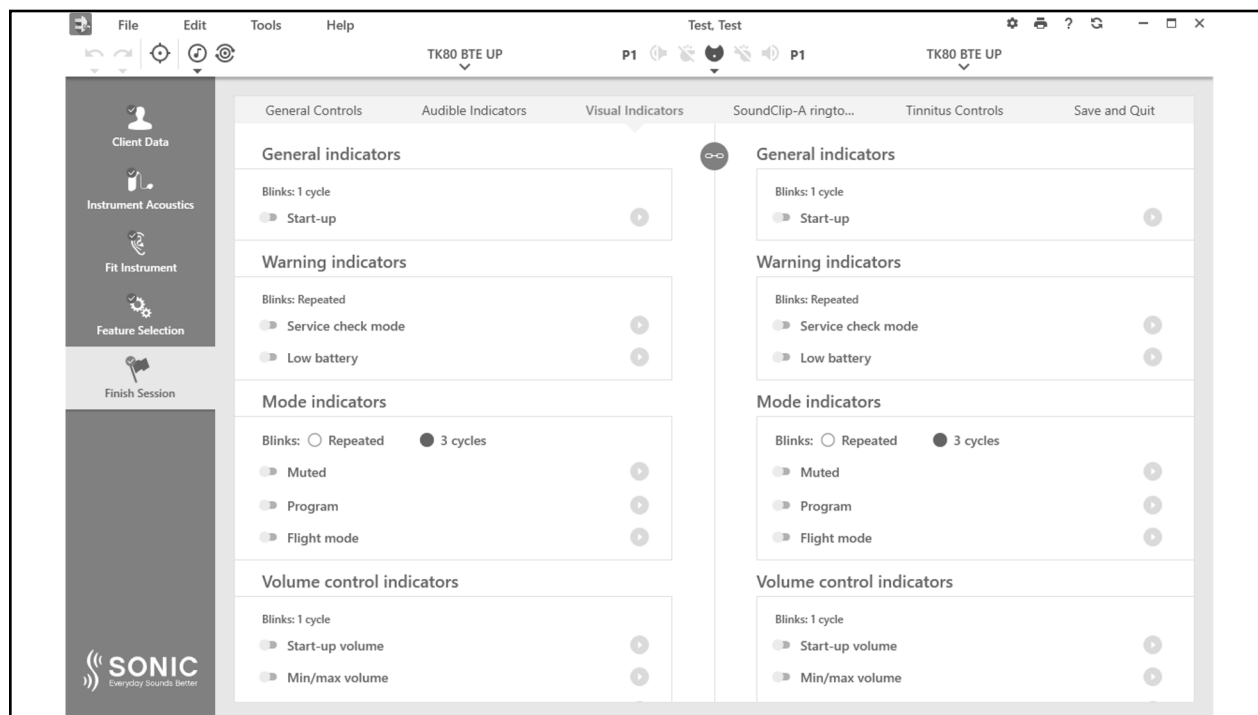 File Edit Tools Help Test, Test ?
TK80 BTE UP P1 P1 TK80 BTE UP
Client Data
Instrument Acoustics
Fit Instrument
Feature Selection
Finish Session
SONIC
Everyday Sounds Better
General Controls Audible Indicators Visual Indicators SoundClip-A ringto... Tinnitus Controls Save and Quit
General indicators
Blinks: 1 cycle
Start-up
Warning indicators
Blinks: Repeated
Service check mode
Low battery
Mode indicators
Blinks: Repeated 3 cycles
Muted
Program
Flight mode
Volume control indicators
Blinks: 1 cycle
Start-up volume
Min/max volume
General indicators
Blinks: 1 cycle
Start-up
Warning indicators
Blinks: Repeated
Service check mode
Low battery
Mode indicators
Blinks: Repeated 3 cycles
Muted
Program
Flight mode
Volume control indicators
Blinks: 1 cycle
Start-up volume
Min/max volume